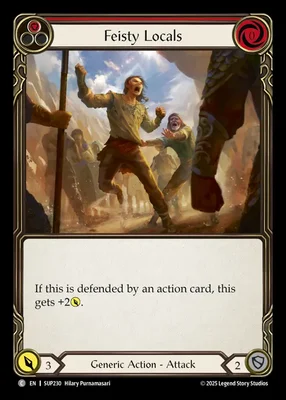 Feisty Locals
If this is defended by an action card, this
gets +2.
3
Generic Action - Attack
2
C EN | SUP230 Hilary Purnamasari
© 2025 Legend Story Studios